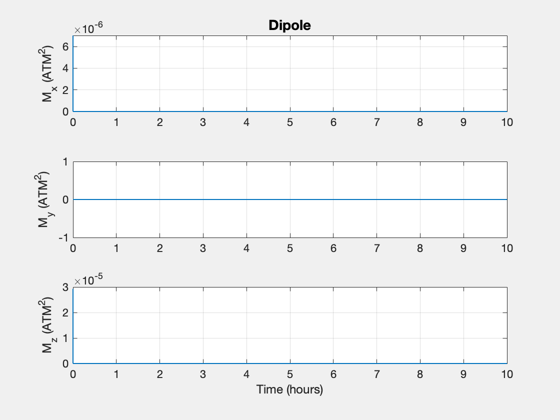 Dipole
×10⁻⁶
M_x (ATM²)
6
4
2
0
0 1 2 3 4 5 6 7 8 9 10
M_y (ATM²)
1
0
-1
0 1 2 3 4 5 6 7 8 9 10
×10⁻⁵
M_z (ATM²)
3
2
1
0
0 1 2 3 4 5 6 7 8 9 10
Time (hours)